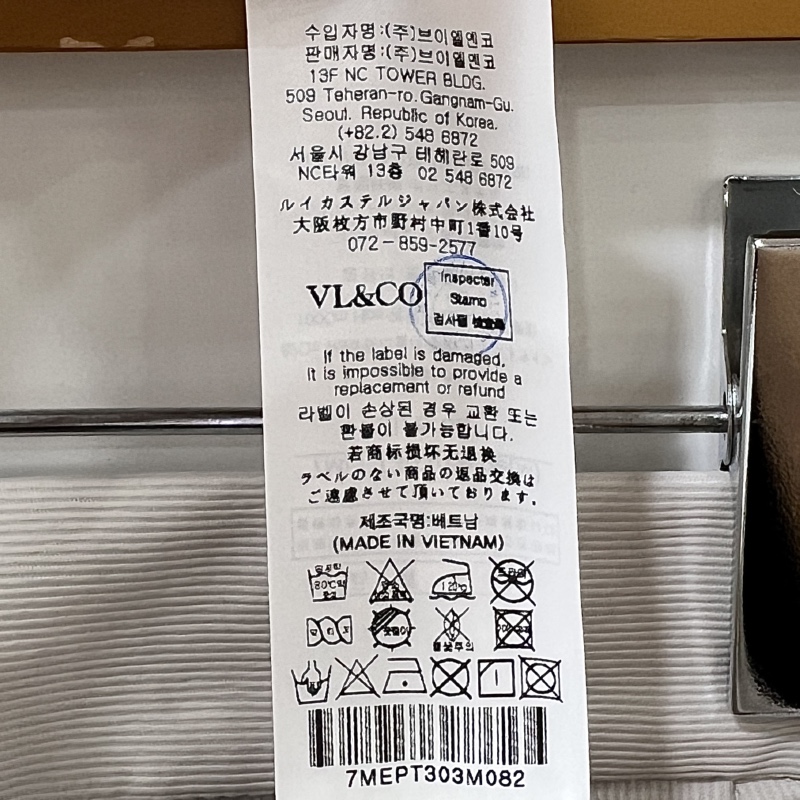 수입자명:(주)브이엘엔코
판매자명:(주)브이엘엔코
13F NC TOWER BLDG.
509 Teheran-ro.Gangnam-Gu.
Seoul. Republic of Korea.
(+82.2) 548 6872
서울시 강남구 테헤란로 509
NC타워 13층 02 548 6872
ルイカステルジャパン株式会社
大阪枚方市野村中町1番10号
072-859-2577
VL&CO
Inspector
Stamp
검사필
If the label is damaged,
it is impossible to provide a
replacement or refund
라벨이 손상된 경우 교환 또는
환불이 불가능합니다.
若商标损坏无退换
ラベルのない商品の返品交換は
ご遠慮させて頂いております。
제조국명:베트남
(MADE IN VIETNAM)
120℃
7MEPT303M082